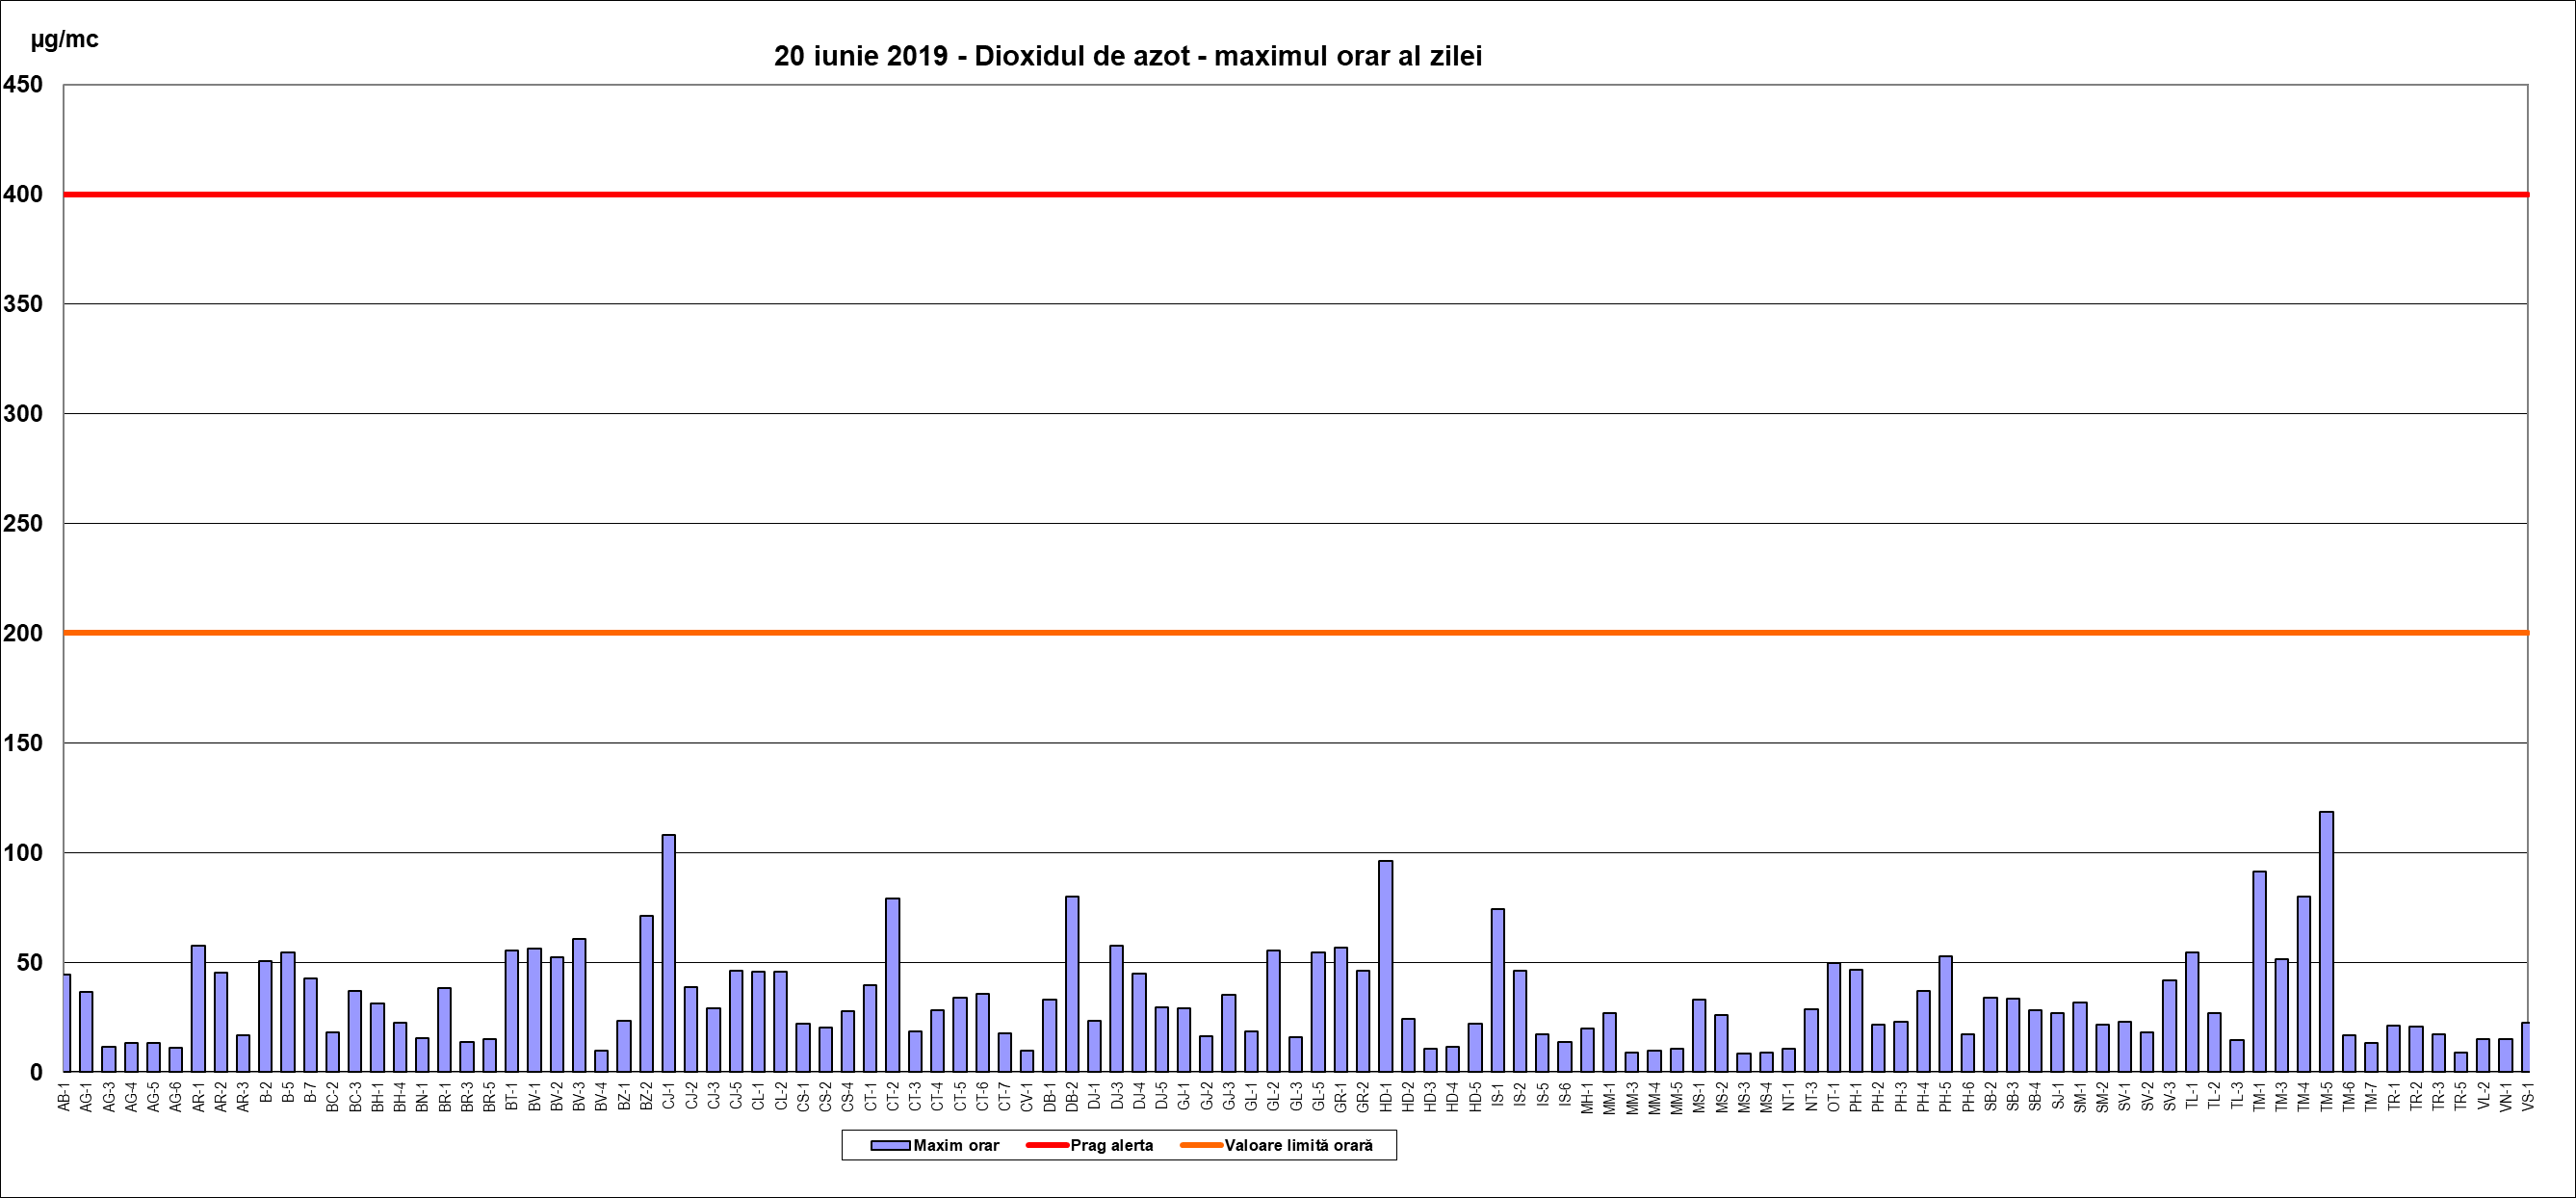 µg/mc
20 iunie 2019 - Dioxidul de azot - maximul orar al zilei
450
400
350
300
250
200
150
100
50
0
AB-1 AG-1 AG-3 AG-4 AG-5 AG-6 AR-1 AR-2 AR-3 B-2 B-5 B-7 BC-2 BC-3 BH-1 BH-4 BN-1 BR-1 BR-3 BR-5 BT-1 BV-1 BV-2 BV-3 BV-4 BZ-1 BZ-2 CJ-1 CJ-2 CJ-3 CJ-5 CL-1 CL-2 CS-1 CS-2 CS-4 CT-1 CT-2 CT-3 CT-4 CT-5 CT-6 CT-7 CV-1 DB-1 DB-2 DJ-1 DJ-3 DJ-4 DJ-5 GJ-1 GJ-2 GJ-3 GL-1 GL-2 GL-3 GL-5 GR-1 GR-2 HD-1 HD-2 HD-3 HD-4 HD-5 IS-1 IS-2 IS-5 IS-6 MH-1 MM-1 MM-3 MM-4 MM-5 MS-1 MS-2 MS-3 MS-4 NT-1 NT-3 OT-1 PH-1 PH-2 PH-3 PH-4 PH-5 PH-6 SB-2 SB-3 SB-4 SJ-1 SM-1 SM-2 SV-1 SV-2 SV-3 TL-1 TL-2 TL-3 TM-1 TM-3 TM-4 TM-5 TM-6 TM-7 TR-1 TR-2 TR-3 TR-5 VL-2 VN-1 VS-1
Maxim orar Prag alerta Valoare limită orară